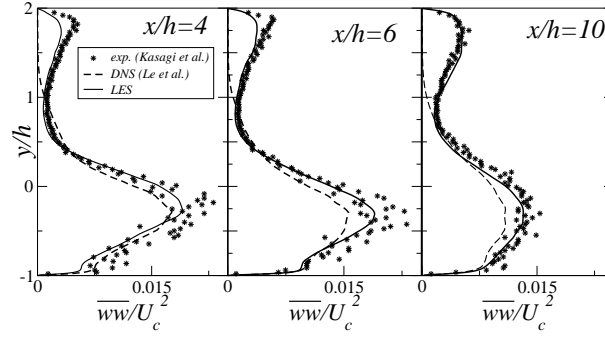 2
1
0
-1
y/h
x/h=4
x/h=6
x/h=10
exp. (Kasagi et al.)
DNS (Le et al.)
LES
0 0.015
0 0.015
0 0.015
ww/U_c^2
ww/U_c^2
ww/U_c^2